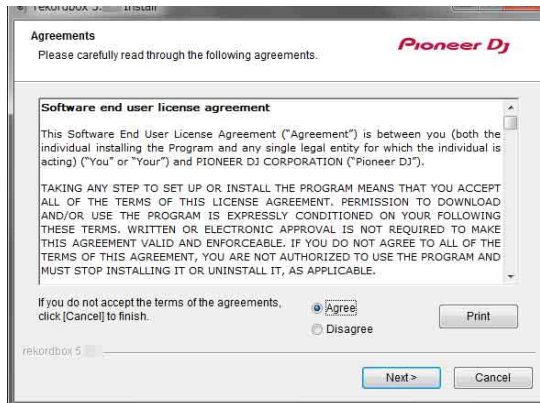 rekordbox 5. Install
Agreements
Please carefully read through the following agreements.
Pioneer Dj
Software end user license agreement
This Software End User License Agreement (“Agreement”) is between you (both the
individual installing the Program and any single legal entity for which the individual is
acting) (“You” or “Your”) and PIONEER DJ CORPORATION (“Pioneer DJ”).
TAKING ANY STEP TO SET UP OR INSTALL THE PROGRAM MEANS THAT YOU ACCEPT
ALL OF THE TERMS OF THIS LICENSE AGREEMENT. PERMISSION TO DOWNLOAD
AND/OR USE THE PROGRAM IS EXPRESSLY CONDITIONED ON YOUR FOLLOWING
THESE TERMS. WRITTEN OR ELECTRONIC APPROVAL IS NOT REQUIRED TO MAKE
THIS AGREEMENT VALID AND ENFORCEABLE. IF YOU DO NOT AGREE TO ALL OF THE
TERMS OF THIS AGREEMENT, YOU ARE NOT AUTHORIZED TO USE THE PROGRAM AND
MUST STOP INSTALLING IT OR UNINSTALL IT, AS APPLICABLE.
If you do not accept the terms of the agreements,
click [Cancel] to finish.
Agree
Disagree
Print
rekordbox 5
Next >
Cancel